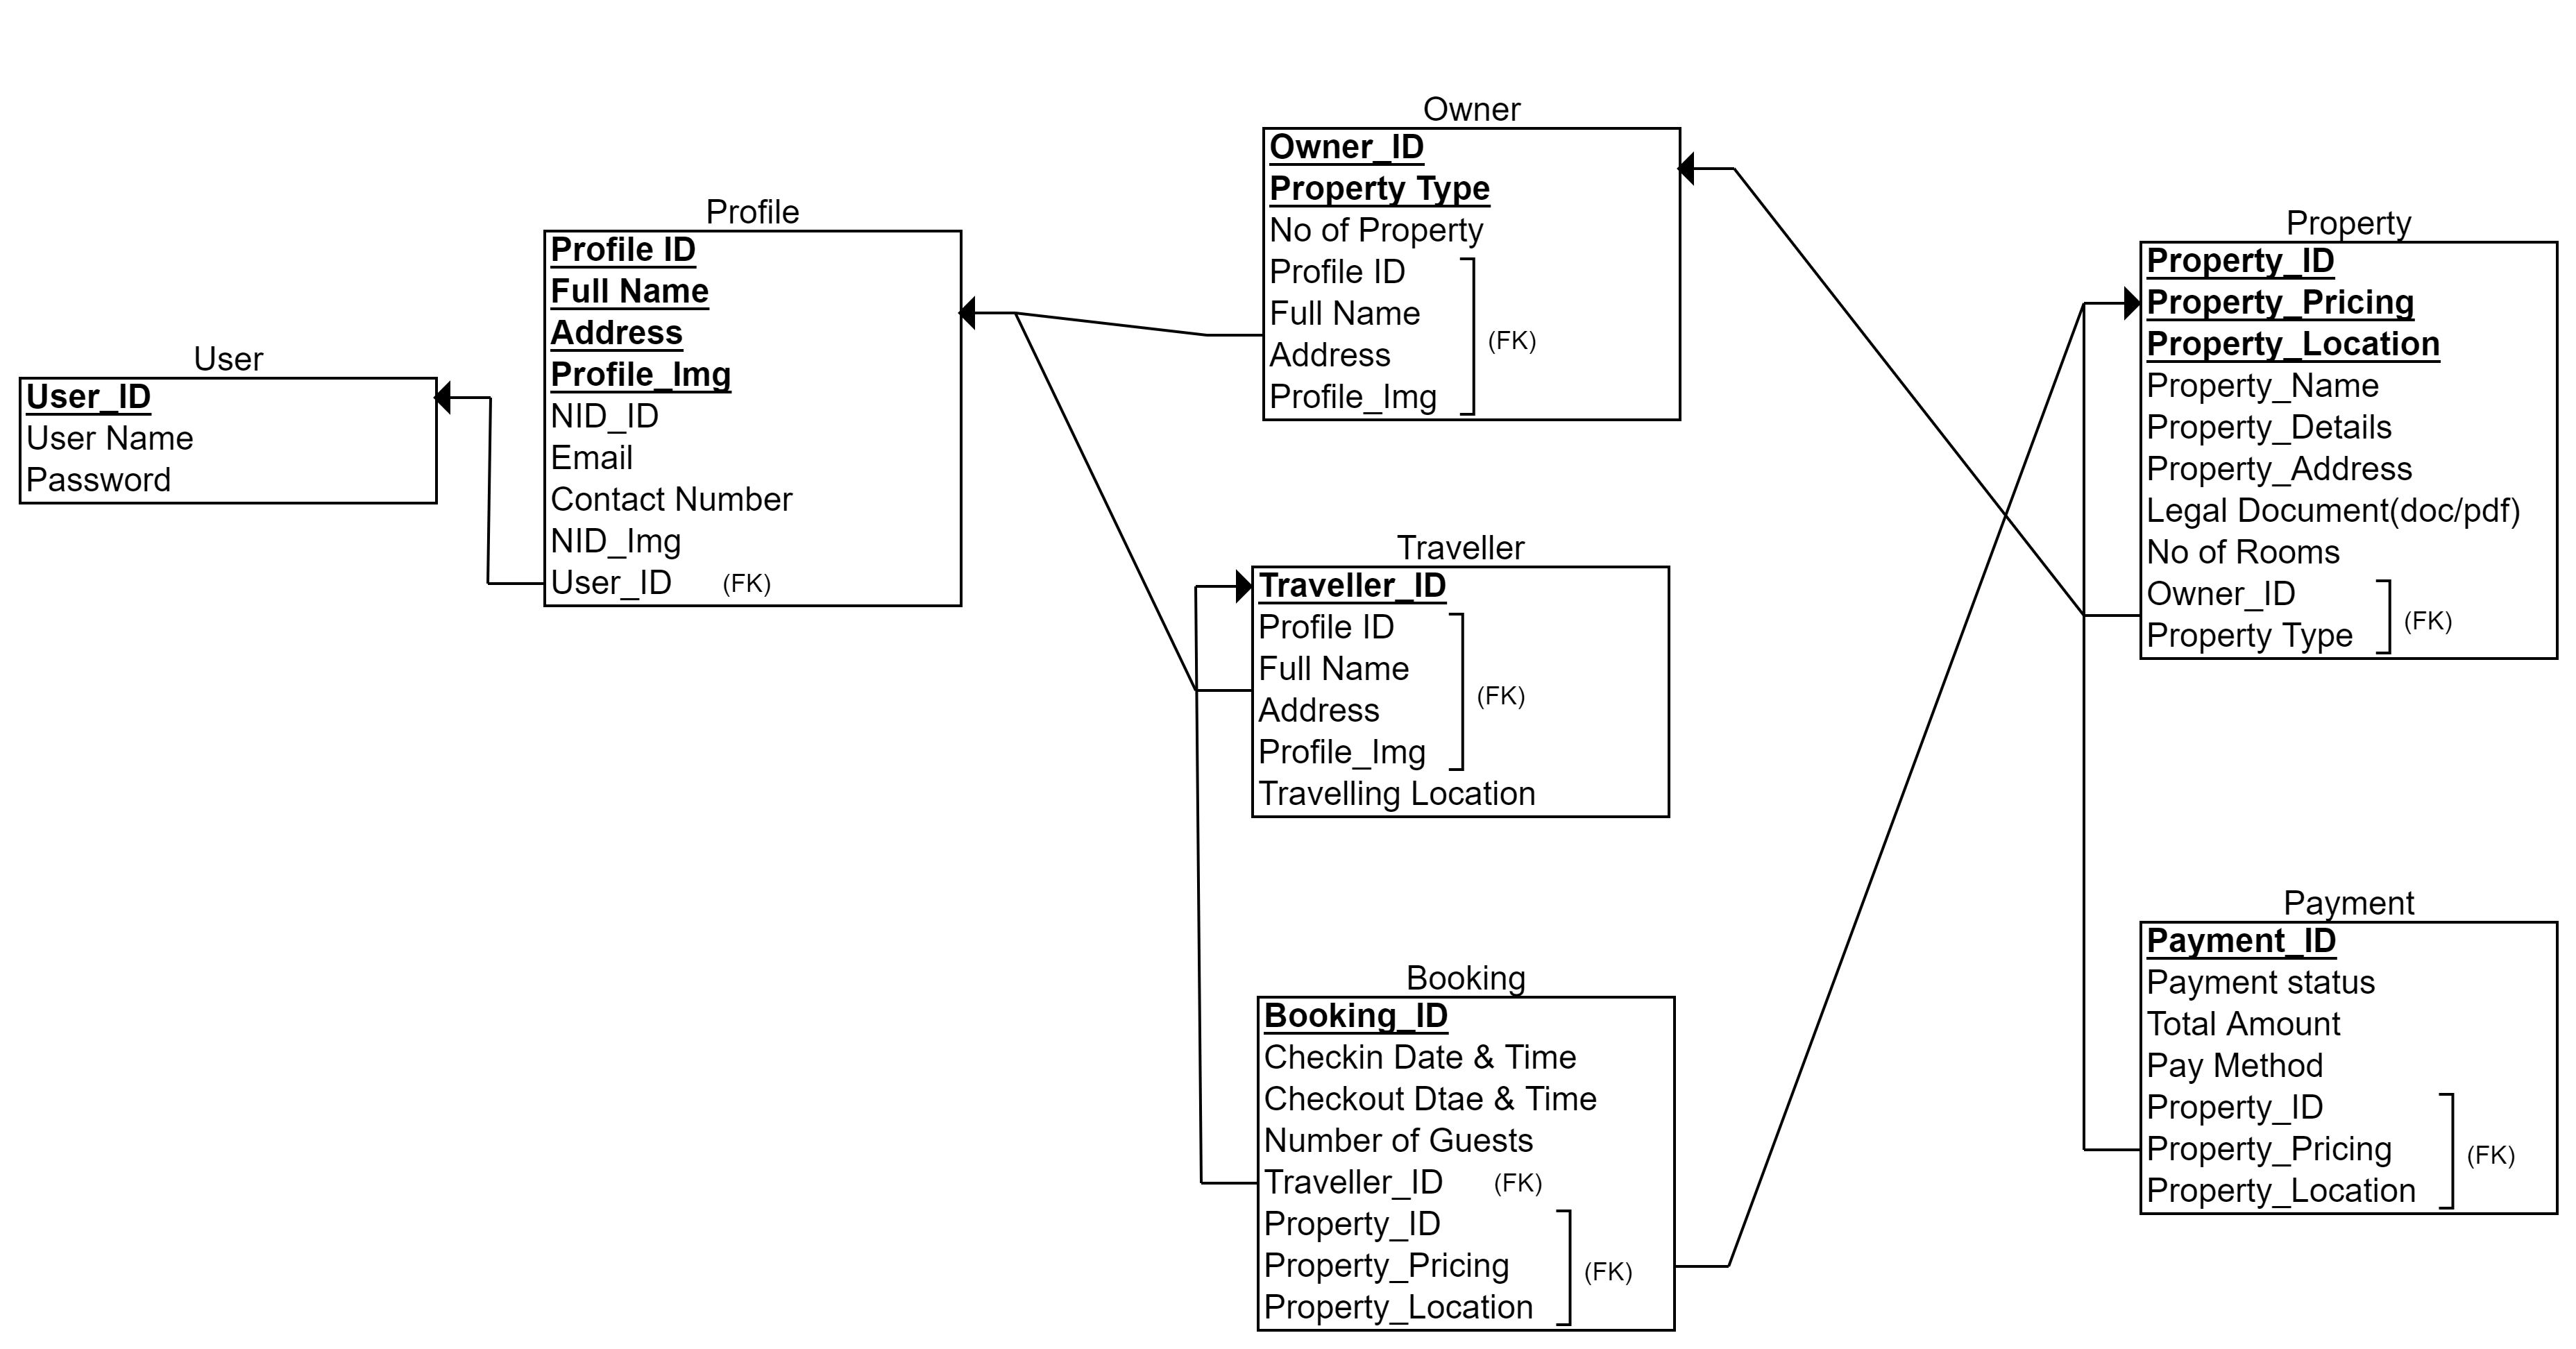 User
User_ID
User Name
Password
Profile
Profile ID
Full Name
Address
Profile_Img
NID_ID
Email
Contact Number
NID_Img
User_ID (FK)
Owner
Owner_ID
Property Type
No of Property
Profile ID
Full Name
(FK)
Address
Profile_Img
Traveller
Traveller_ID
Profile ID
Full Name
(FK)
Address
Profile_Img
Travelling Location
Booking
Booking_ID
Checkin Date & Time
Checkout Dtae & Time
Number of Guests
Traveller_ID (FK)
Property_ID
Property_Pricing (FK)
Property_Location
Property
Property_ID
Property_Pricing
Property_Location
Property_Name
Property_Details
Property_Address
Legal Document(doc/pdf)
No of Rooms
Owner_ID
(FK)
Property Type
Payment
Payment_ID
Payment status
Total Amount
Pay Method
Property_ID
Property_Pricing (FK)
Property_Location